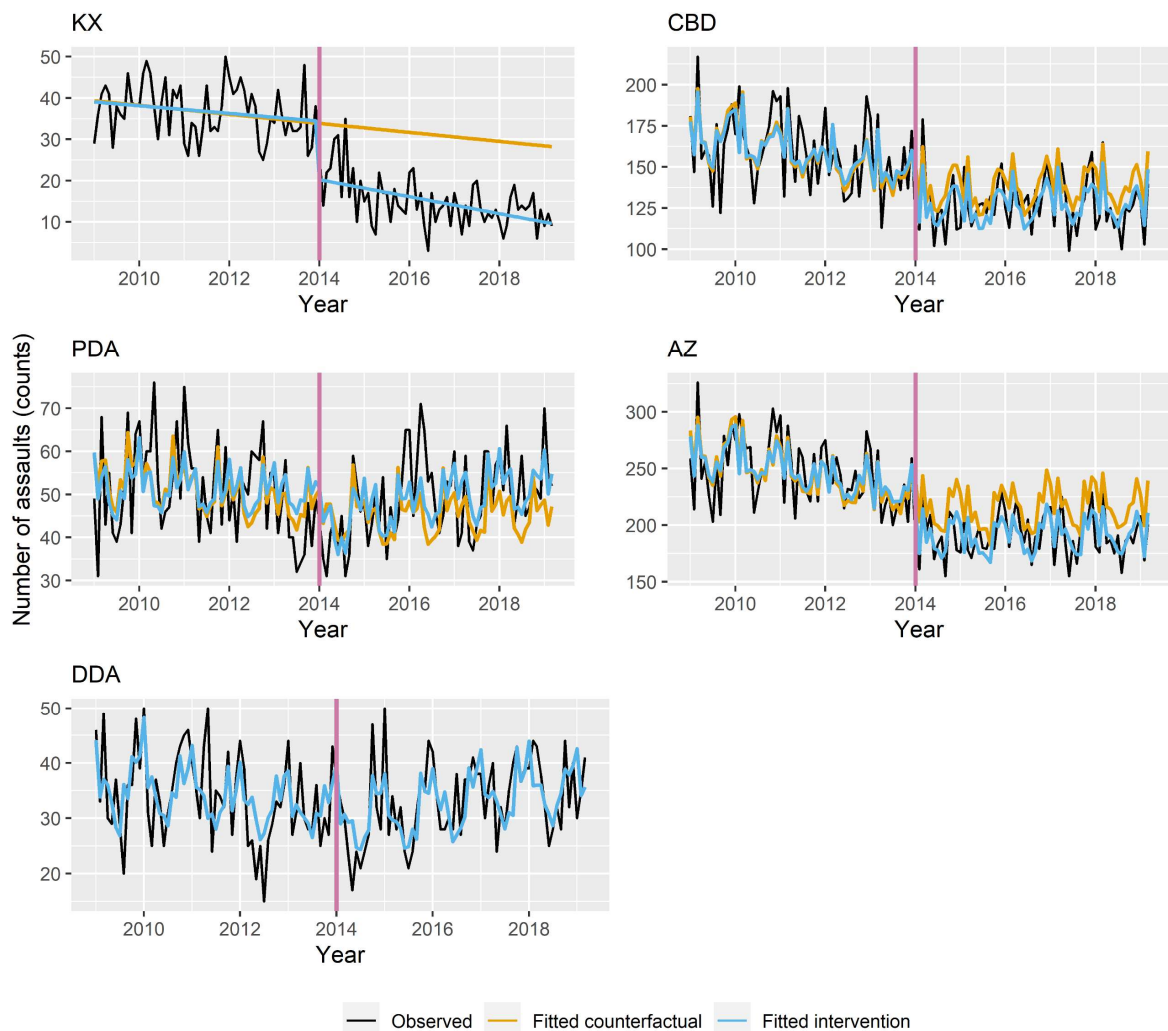 KX
50
40
30
20
10
2010 2012 2014 2016 2018
Year
CBD
200
175
150
125
100
2010 2012 2014 2016 2018
Year
Number of assaults (counts)
PDA
70
60
50
40
30
2010 2012 2014 2016 2018
Year
AZ
300
250
200
150
2010 2012 2014 2016 2018
Year
DDA
50
40
30
20
2010 2012 2014 2016 2018
Year
Observed Fitted counterfactual Fitted intervention